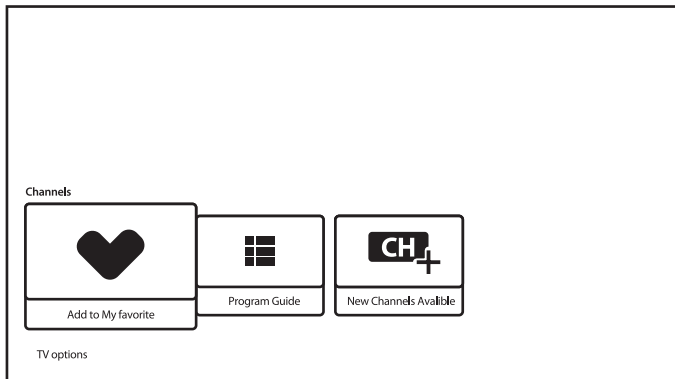 Channels
CH
Add to My favorite
Program Guide
New Channels Avalible
TV options